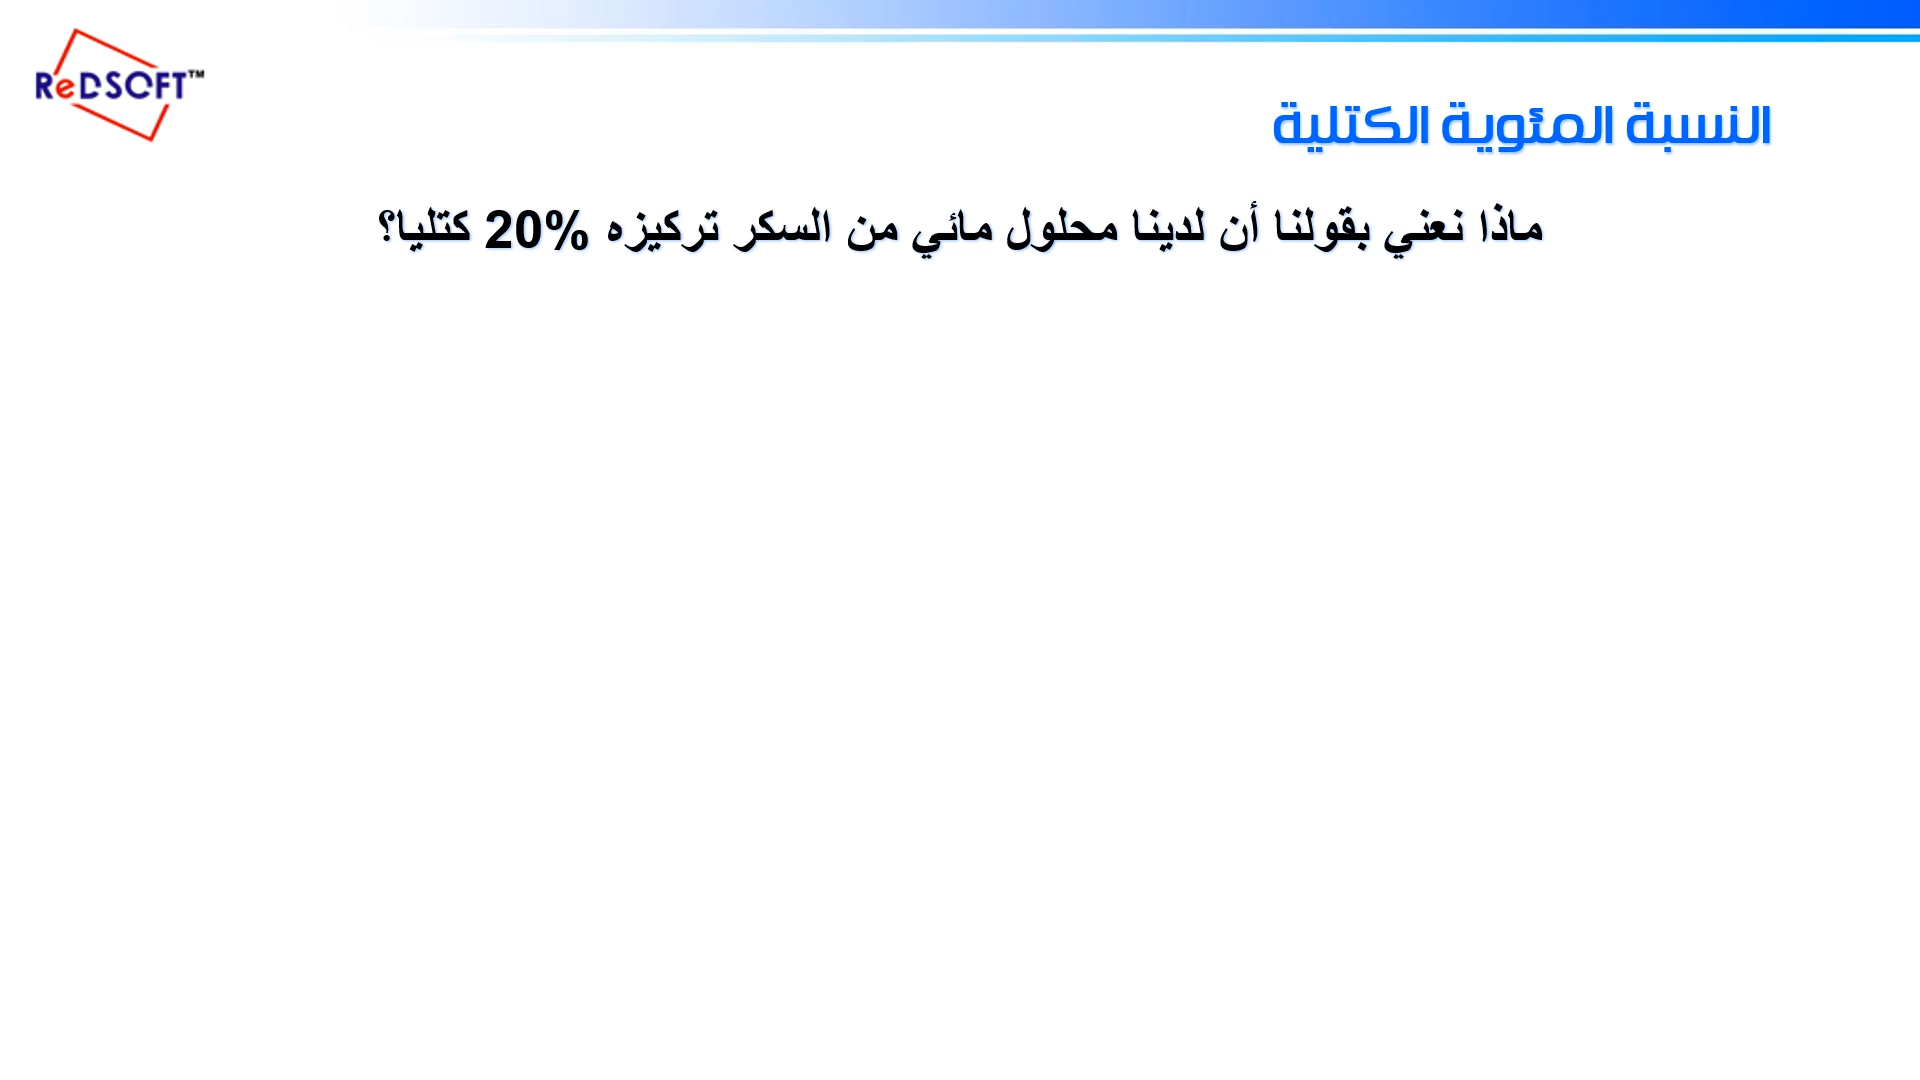 ReDSOFT™
النسبة المئوية الكتلية
ماذا نعني بقولنا أن لدينا محلول مائي من السكر تركيزه 20% كتليا؟